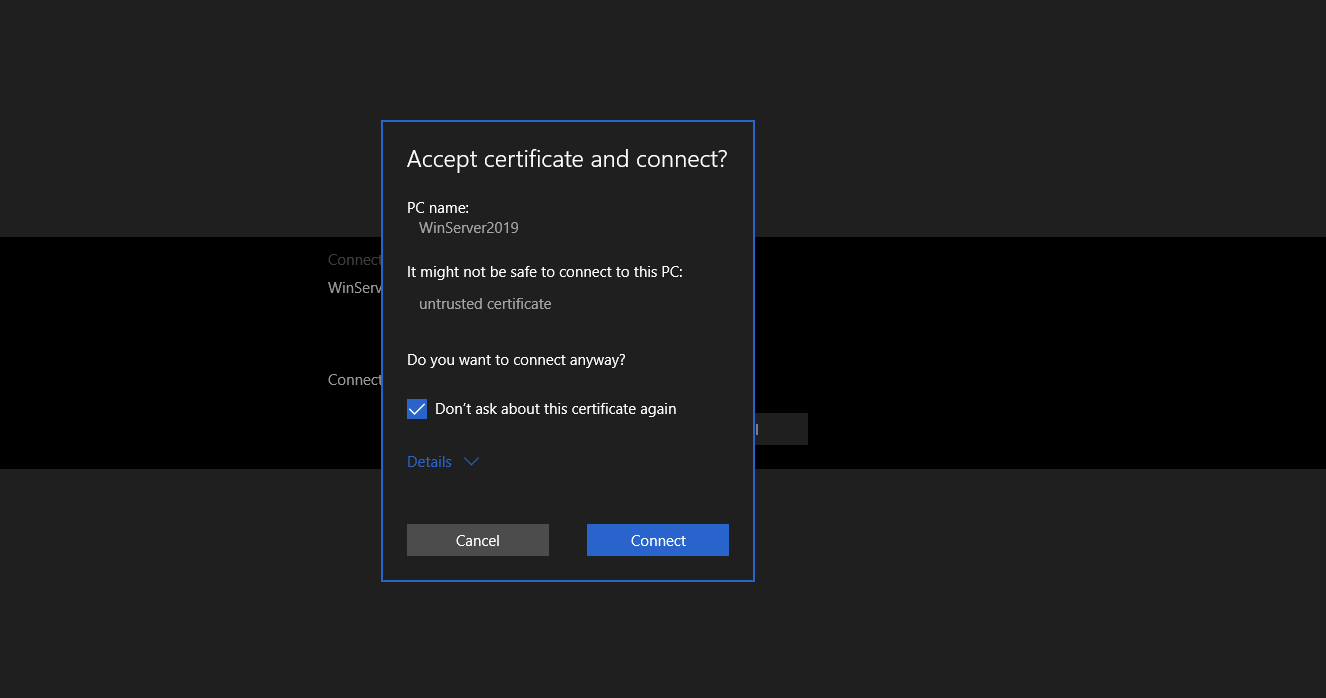 Accept certificate and connect?
PC name:
WinServer2019
Connect
It might not be safe to connect to this PC:
WinServ
untrusted certificate
Do you want to connect anyway?
Connect
Don't ask about this certificate again
Details
Cancel
Connect